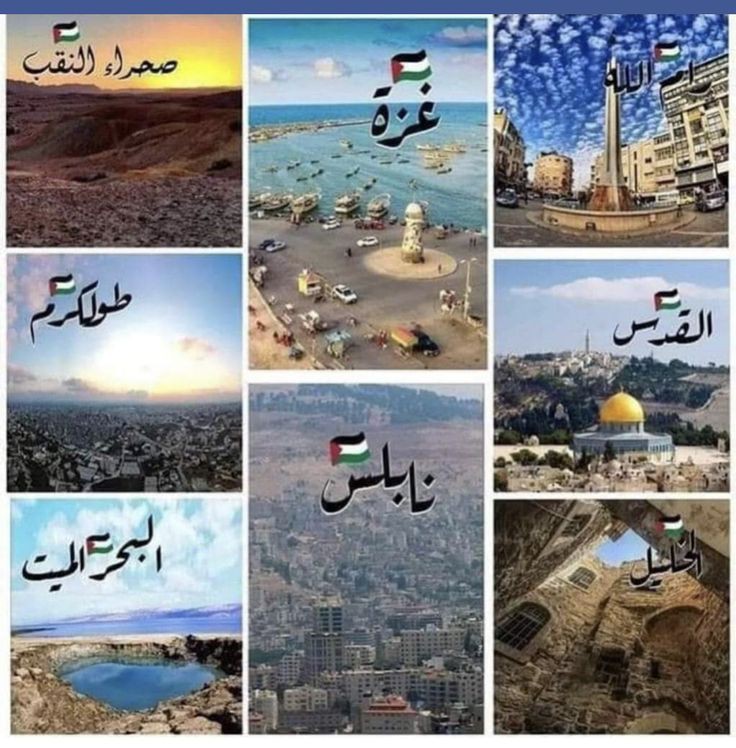 صحراء النقب
غزة
رام الله
طولكرم
القدس
نابلس
البحر الميت
الخليل